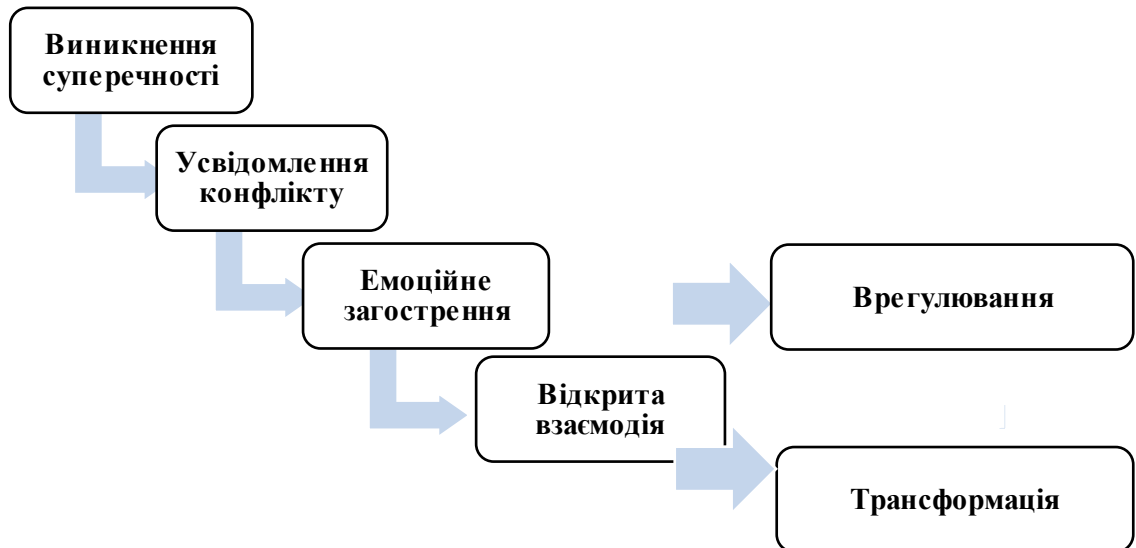 Виникнення
суперечності
Усвідомлення
конфлікту
Емоційне
загострення
Врегулювання
Відкрита
взаємодія
Трансформація